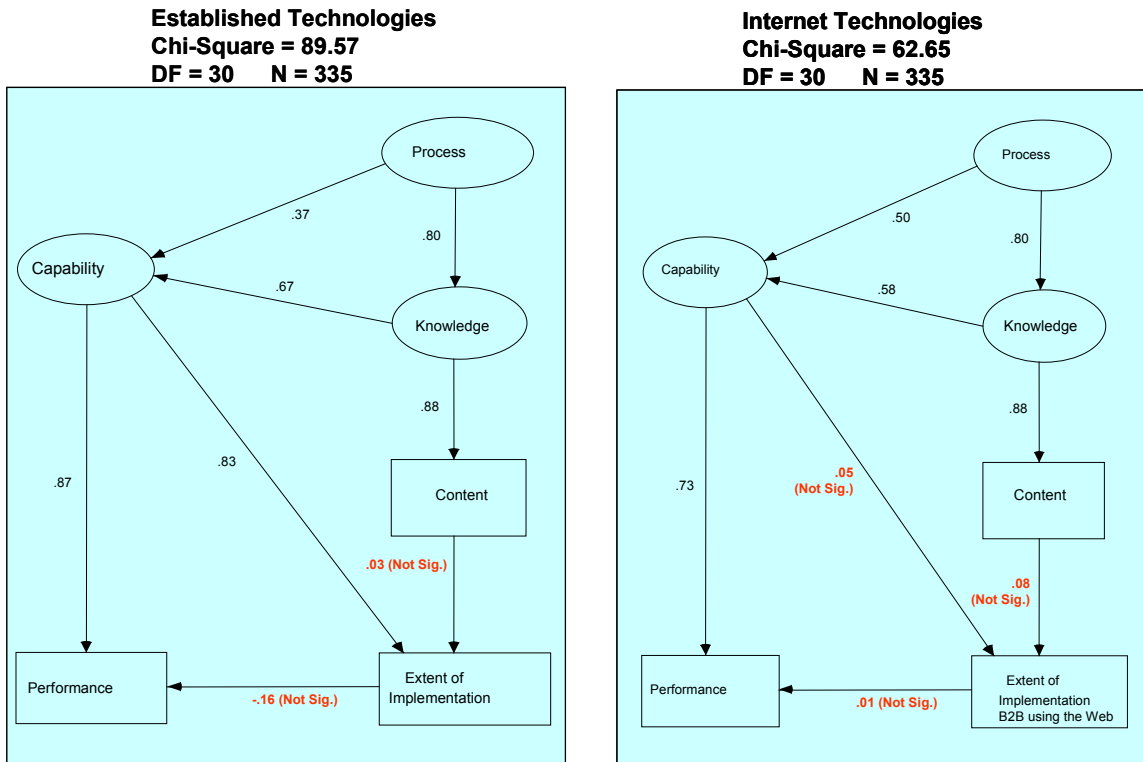 Established Technologies
Chi-Square = 89.57
DF = 30 N = 335
Process
.37
.80
Capability
.67
Knowledge
.88
.83
.87
Content
.03 (Not Sig.)
Performance
Extent of
Implementation
-.16 (Not Sig.)
Internet Technologies
Chi-Square = 62.65
DF = 30 N = 335
Process
.50
.80
Capability
.58
Knowledge
.88
.05
(Not Sig.)
.73
Content
.08
(Not Sig.)
Performance
Extent of
Implementation
B2B using the Web
.01 (Not Sig.)